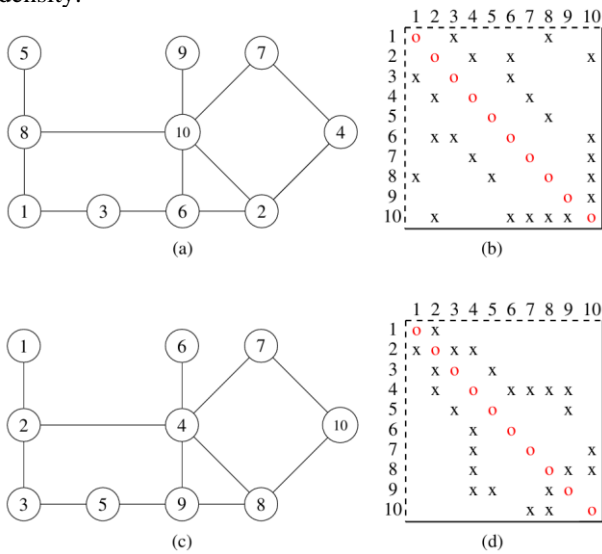 density.
5 9 7
8 10 4
1 3 6 2
(a)
1 2 3 4 5 6 7 8 9 10
1 o x x
2 o x x x
3 x o x
4 x o x
5 o x
6 x x o x
7 x o x
8 x x o x
9 o x
10 x x x x x o
(b)
1 6 7
2 4 10
3 5 9 8
(c)
1 2 3 4 5 6 7 8 9 10
1 o x
2 x o x x
3 x o x
4 x o x x x x
5 x o x
6 x o
7 x o x
8 x o x x
9 x x x o
10 x x o
(d)